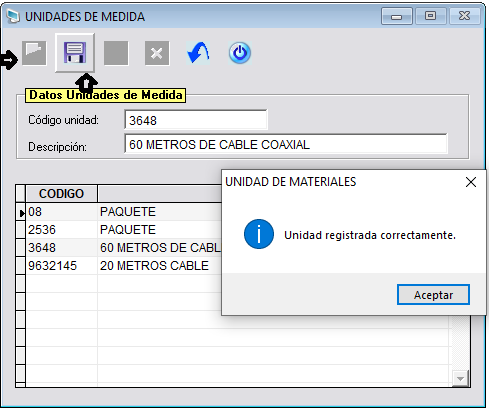 UNIDADES DE MEDIDA
Datos Unidades de Medida
Código unidad: 3648
Descripción: 60 METROS DE CABLE COAXIAL
CODIGO
08 PAQUETE
2536 PAQUETE
3648 60 METROS DE CABL
9632145 20 METROS CABLE
UNIDAD DE MATERIALES
Unidad registrada correctamente.
Aceptar